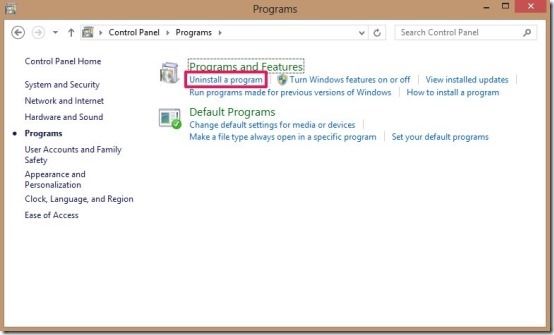 Programs
Control Panel ▸ Programs ▸
Search Control Panel
Control Panel Home
System and Security
Network and Internet
Hardware and Sound
Programs
User Accounts and Family
Safety
Appearance and
Personalization
Clock, Language, and Region
Ease of Access
Programs and Features
Uninstall a program
Turn Windows features on or off
View installed updates
Run programs made for previous versions of Windows
How to install a program
Default Programs
Change default settings for media or devices
Make a file type always open in a specific program
Set your default programs